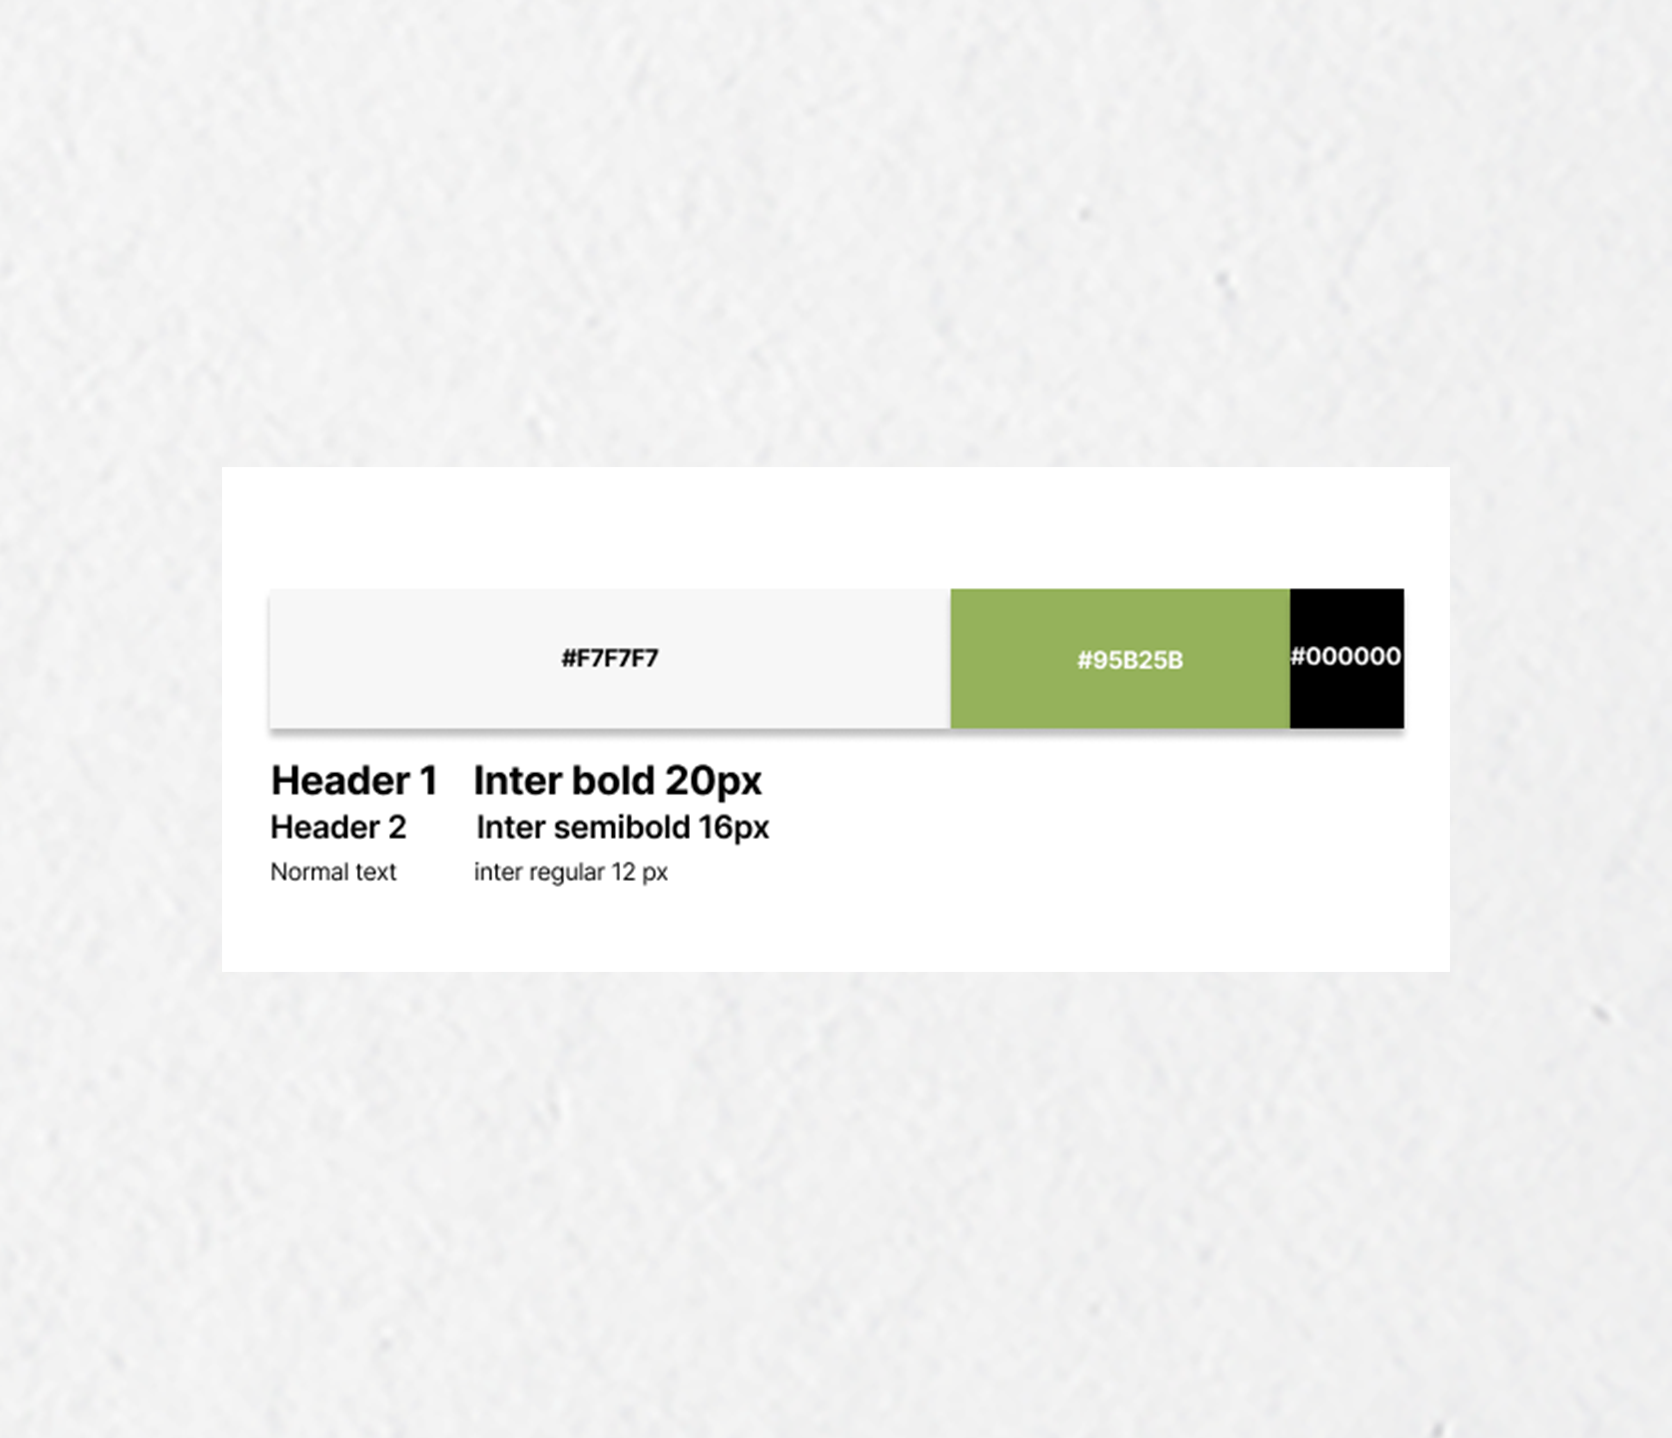 #F7F7F7 #95B25B #000000
Header 1 Inter bold 20px
Header 2 Inter semibold 16px
Normal text inter regular 12 px